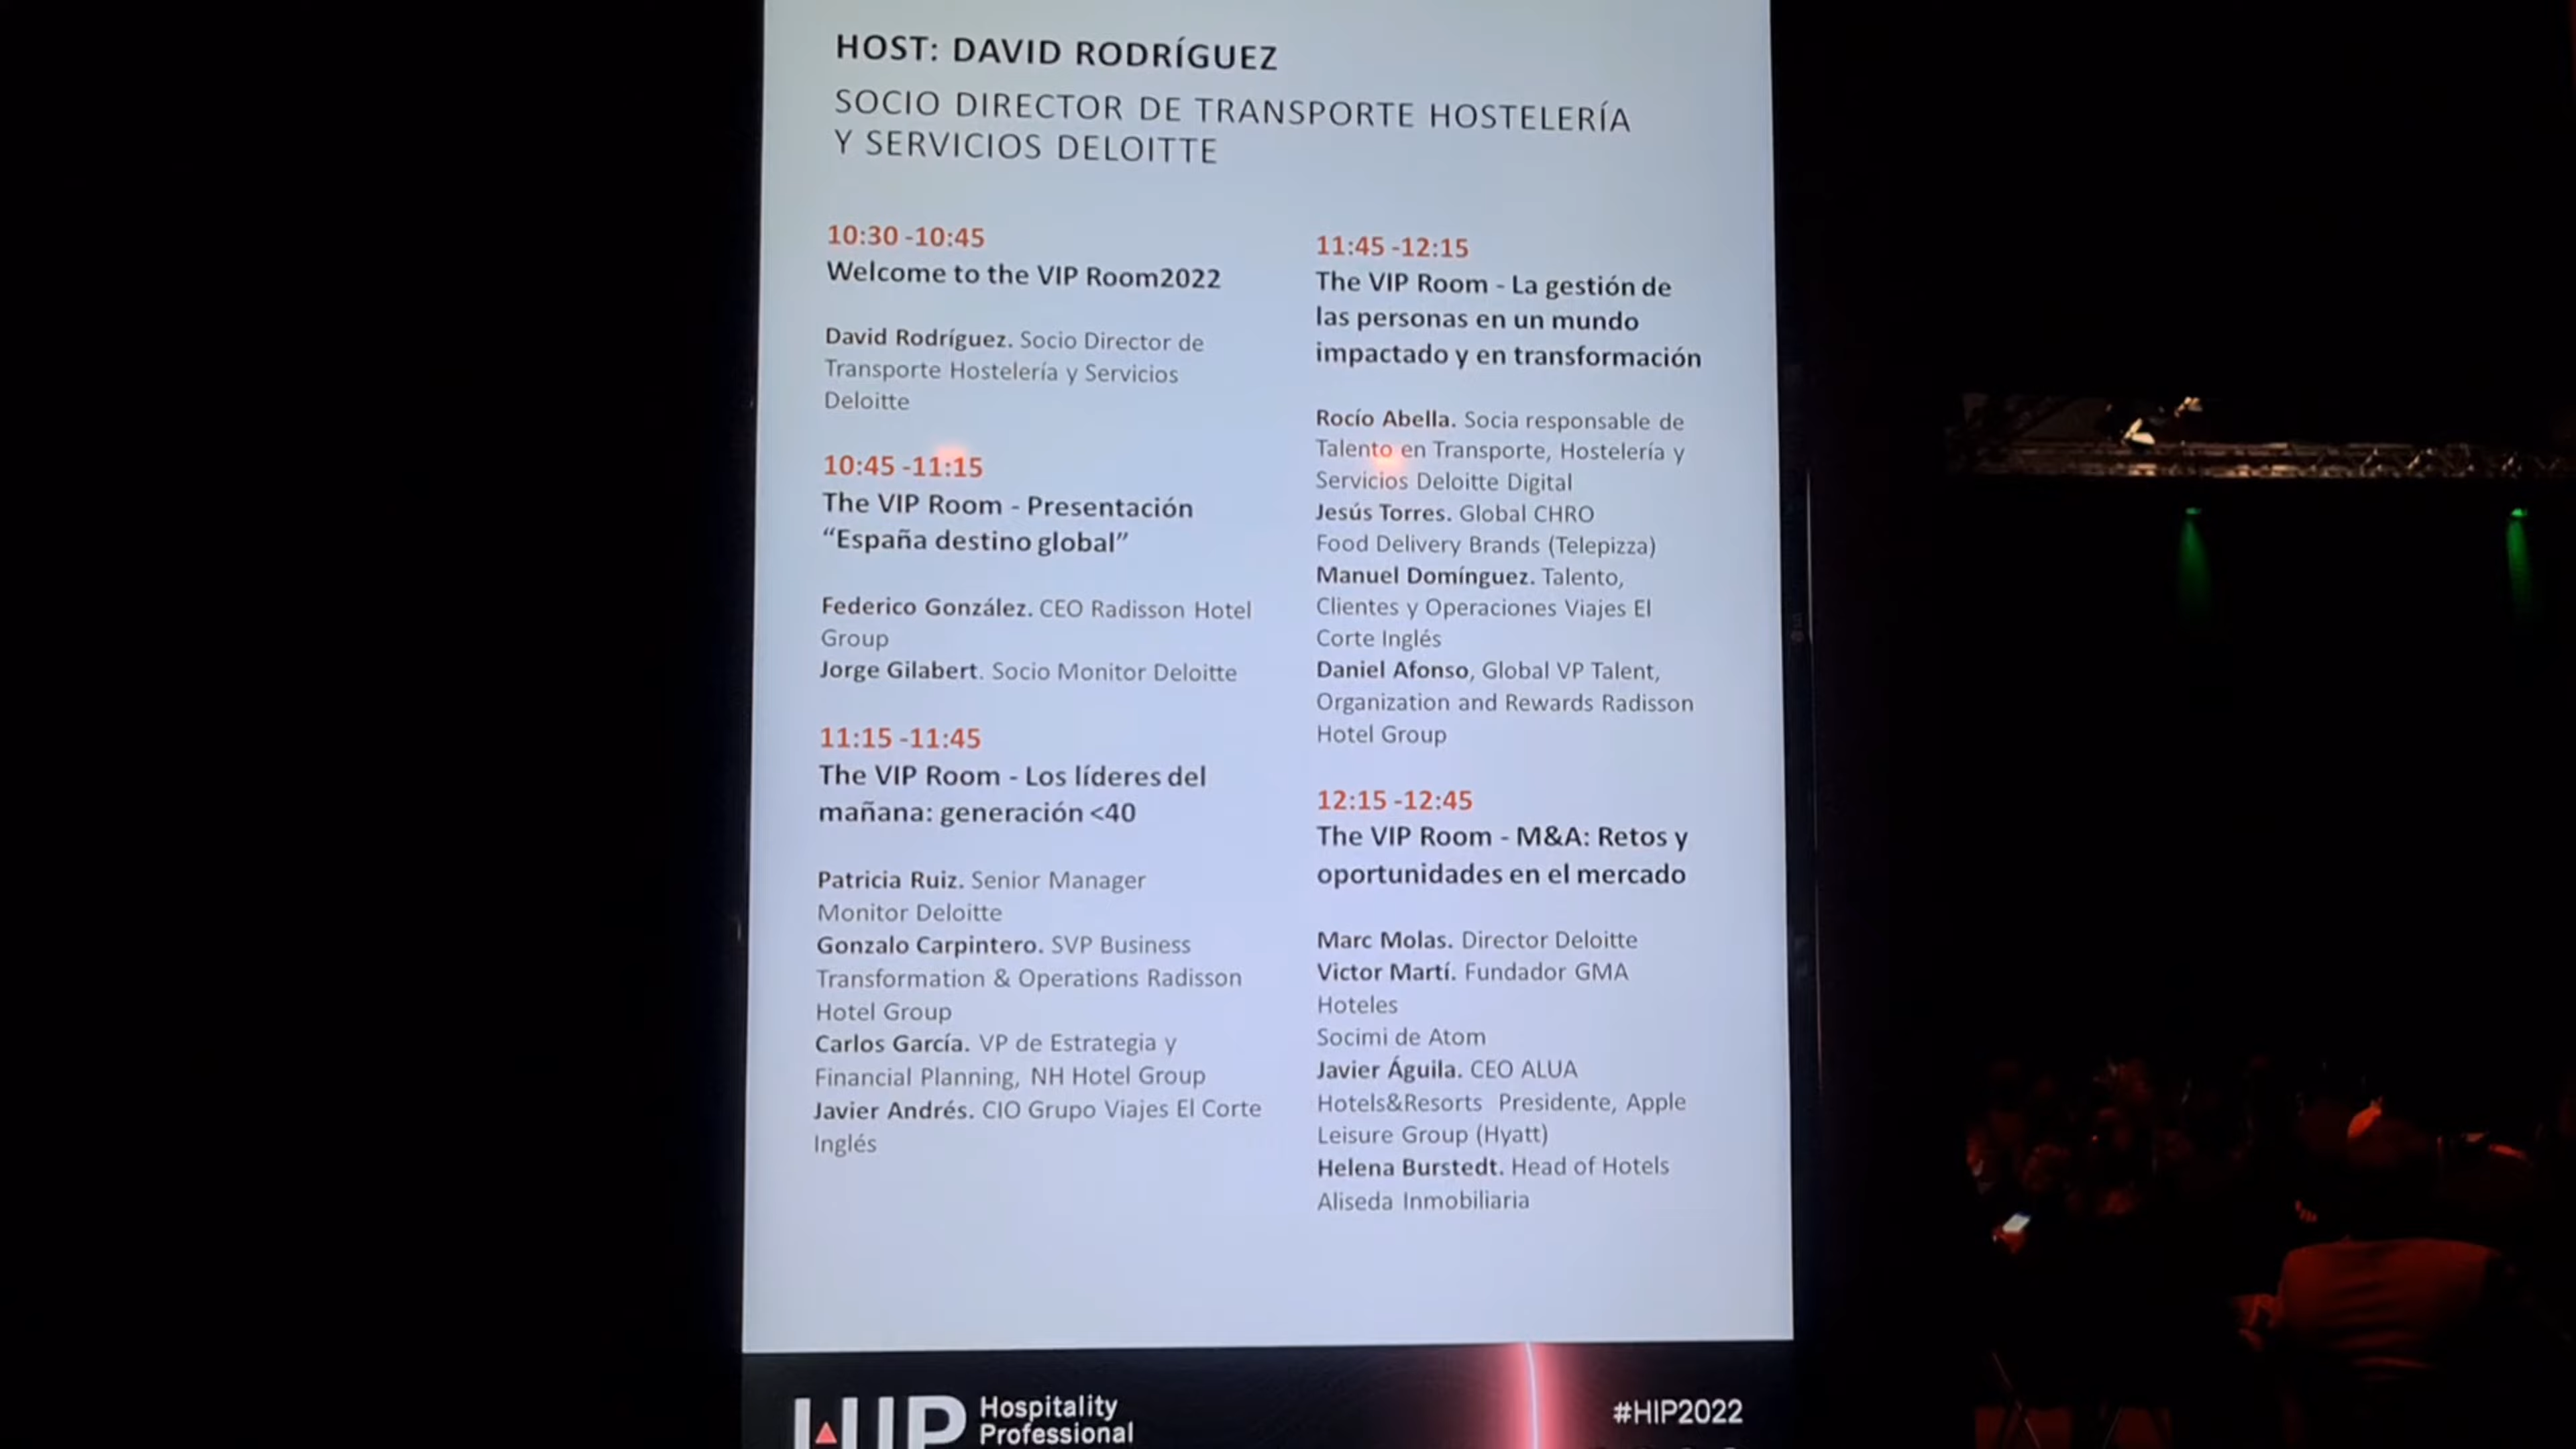 HOST: DAVID RODRÍGUEZ
SOCIO DIRECTOR DE TRANSPORTE HOSTELERÍA
Y SERVICIOS DELOITTE
10:30 -10:45
Welcome to the VIP Room2022
David Rodríguez. Socio Director de
Transporte Hostelería y Servicios
Deloitte
10:45 -11:15
The VIP Room - Presentación
“España destino global”
Federico González. CEO Radisson Hotel
Group
Jorge Gilabert. Socio Monitor Deloitte
11:15 -11:45
The VIP Room - Los líderes del
mañana: generación <40
Patricia Ruiz. Senior Manager
Monitor Deloitte
Gonzalo Carpintero. SVP Business
Transformation & Operations Radisson
Hotel Group
Carlos García. VP de Estrategia y
Financial Planning, NH Hotel Group
Javier Andrés. CIO Grupo Viajes El Corte
Inglés
11:45 -12:15
The VIP Room - La gestión de
las personas en un mundo
impactado y en transformación
Rocío Abella. Socia responsable de
Talento en Transporte, Hostelería y
Servicios Deloitte Digital
Jesús Torres. Global CHRO
Food Delivery Brands (Telepizza)
Manuel Domínguez. Talento,
Clientes y Operaciones Viajes El
Corte Inglés
Daniel Afonso, Global VP Talent,
Organization and Rewards Radisson
Hotel Group
12:15 -12:45
The VIP Room - M&A: Retos y
oportunidades en el mercado
Marc Molas. Director Deloitte
Victor Martí. Fundador GMA
Hoteles
Socimi de Atom
Javier Águila. CEO ALUA
Hotels&Resorts Presidente, Apple
Leisure Group (Hyatt)
Helena Burstedt. Head of Hotels
Aliseda Inmobiliaria
HIP
Hospitality
Professional
#HIP2022